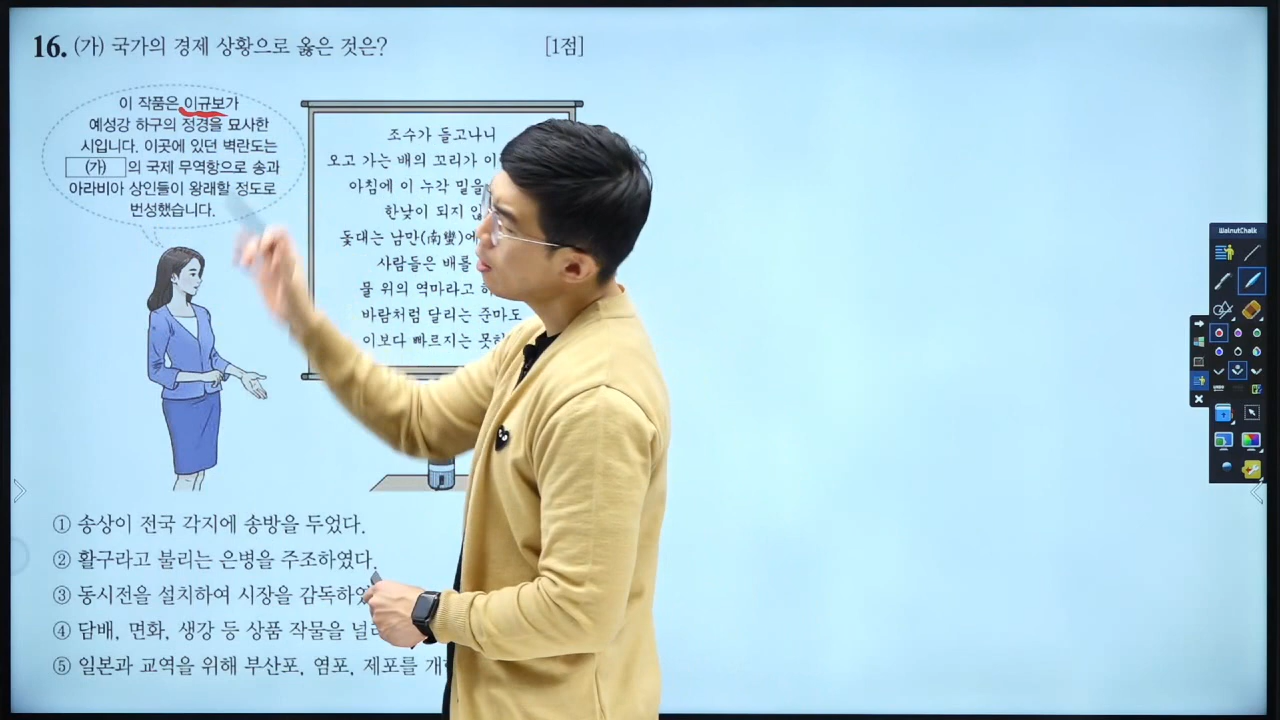 16. (가) 국가의 경제 상황으로 옳은 것은? [1점]
이 작품은 이규보가
예성강 하구의 정경을 묘사한
시입니다. 이곳에 있던 벽란도는
(가)의 국제 무역항으로 송과
아라비아 상인들이 왕래할 정도로
번성했습니다.
조수가 들고나니
오고 가는 배의 꼬리가
아침에 이 누각 밑을
한낮이 되지
돛대는 남만(南蠻)에
사람들은 배를
물 위의 역마라고
바람처럼 달리는 준마도
이보다 빠르지는
① 송상이 전국 각지에 송방을 두었다.
② 활구라고 불리는 은병을 주조하였다.
③ 동시전을 설치하여 시장을
④ 담배, 면화, 생강 등 상품 작물을
⑤ 일본과 교역을 위해 부산포, 염포, 제포를
WalnutChalk